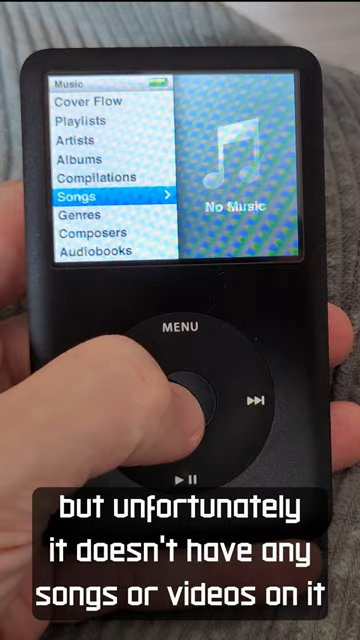 Music
Cover Flow
Playlists
Artists
Albums
Compilations
Songs
Genres
Composers
Audiobooks
No Music
MENU
but unfortunately
it doesn't have any
songs or videos on it